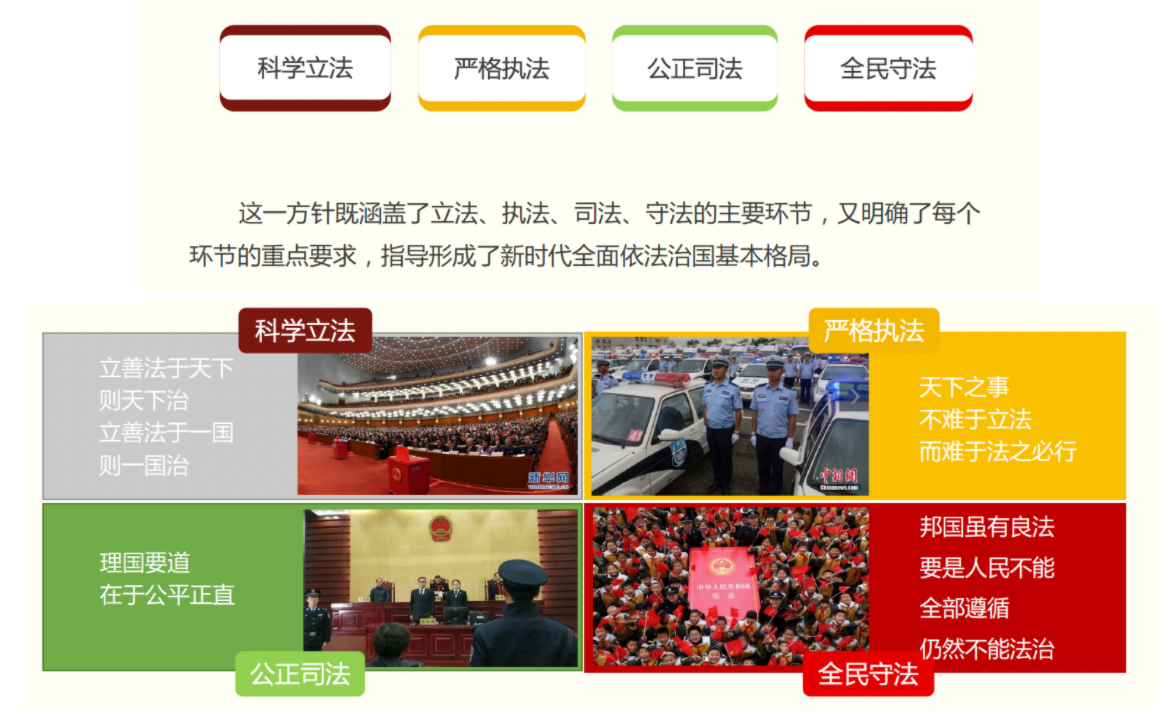 科学立法
严格执法
公正司法
全民守法
这一方针既涵盖了立法、执法、司法、守法的主要环节，又明确了每个
环节的重点要求，指导形成了新时代全面依法治国基本格局。
科学立法
立善法于天下
则天下治
立善法于一国
则一国治
新华网
严格执法
天下之事
不难于立法
而难于法之必行
中新网
Chinanews.com
理国要道
在于公平正直
公正司法
中华人民共和国
宪法
邦国虽有良法
要是人民不能
全部遵循
仍然不能法治
全民守法